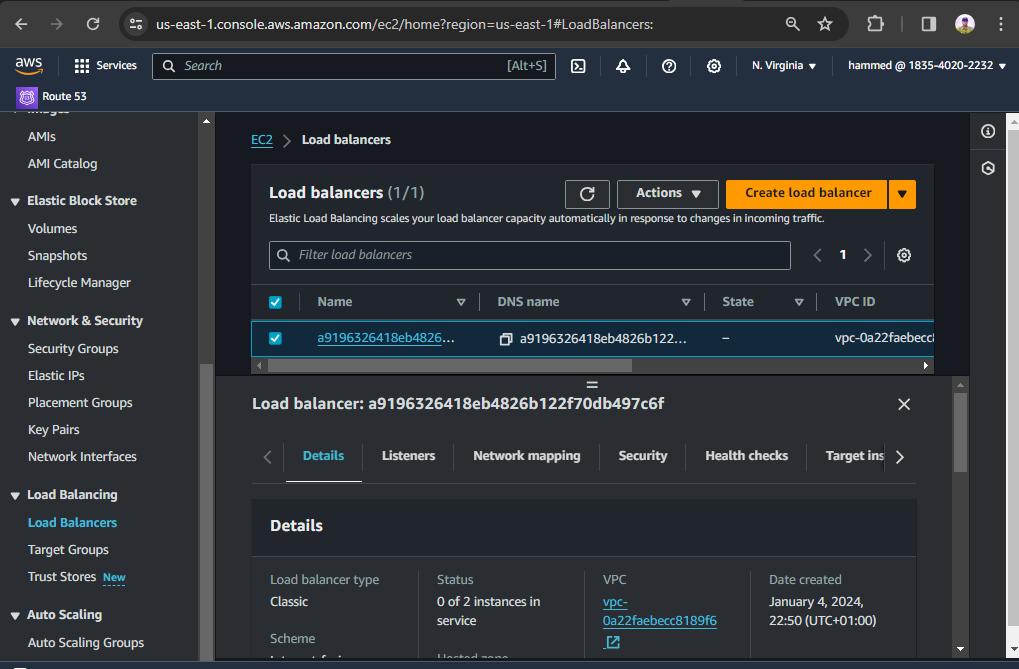 us-east-1.console.aws.amazon.com/ec2/home?region=us-east-1#LoadBalancers:
aws
Services
Search
[Alt+S]
N. Virginia
hammed @ 1835-4020-2232
Route 53
Images
AMIs
AMI Catalog
Elastic Block Store
Volumes
Snapshots
Lifecycle Manager
Network & Security
Security Groups
Elastic IPs
Placement Groups
Key Pairs
Network Interfaces
Load Balancing
Load Balancers
Target Groups
Trust Stores New
Auto Scaling
Auto Scaling Groups
EC2
Load balancers
Load balancers (1/1)
Actions
Create load balancer
Elastic Load Balancing scales your load balancer capacity automatically in response to changes in incoming traffic.
Filter load balancers
1
Name
DNS name
State
VPC ID
a9196326418eb4826…
a9196326418eb4826b122…
–
vpc-0a22faebecc8
Load balancer: a9196326418eb4826b122f70db497c6f
Details
Listeners
Network mapping
Security
Health checks
Target ins
Details
Load balancer type
Classic
Scheme
Status
0 of 2 instances in
service
Hosted zone
VPC
vpc-
0a22faebecc8189f6
Date created
January 4, 2024,
22:50 (UTC+01:00)